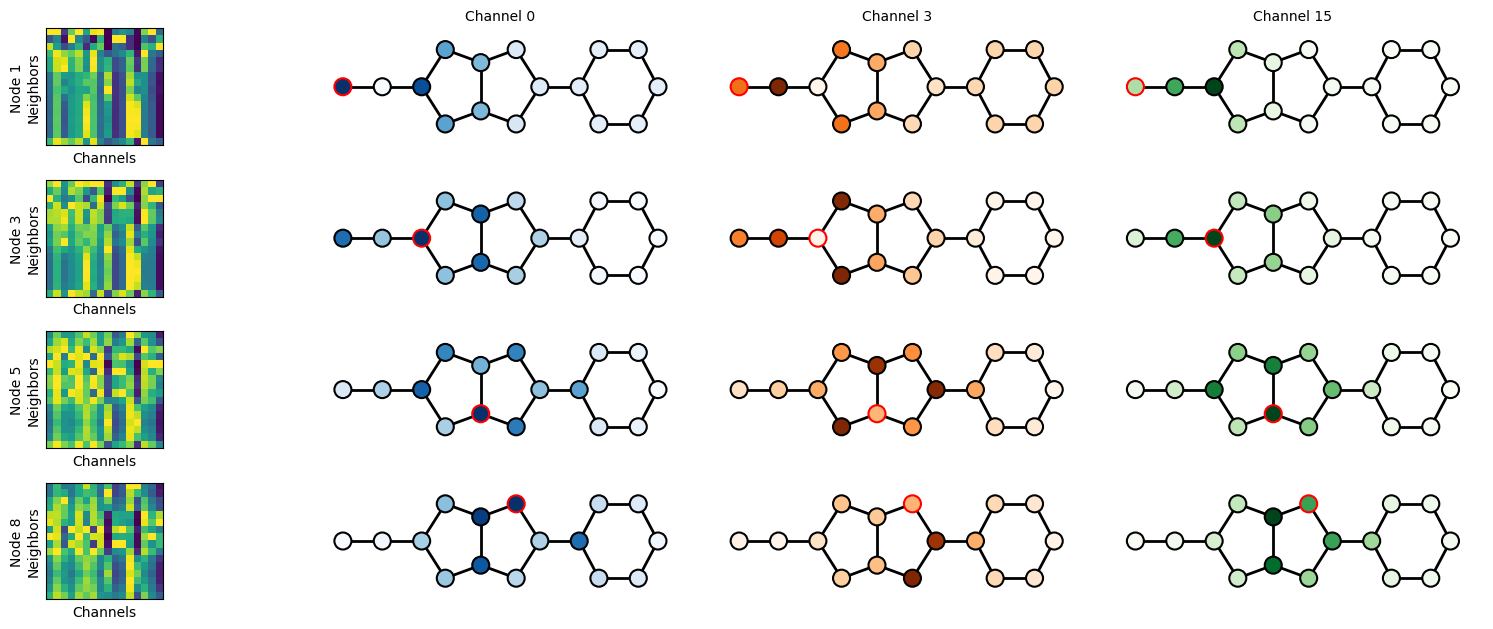 Channel 0
Channel 3
Channel 15
Node 1
Neighbors
Channels
Node 3
Neighbors
Channels
Node 5
Neighbors
Channels
Node 8
Neighbors
Channels